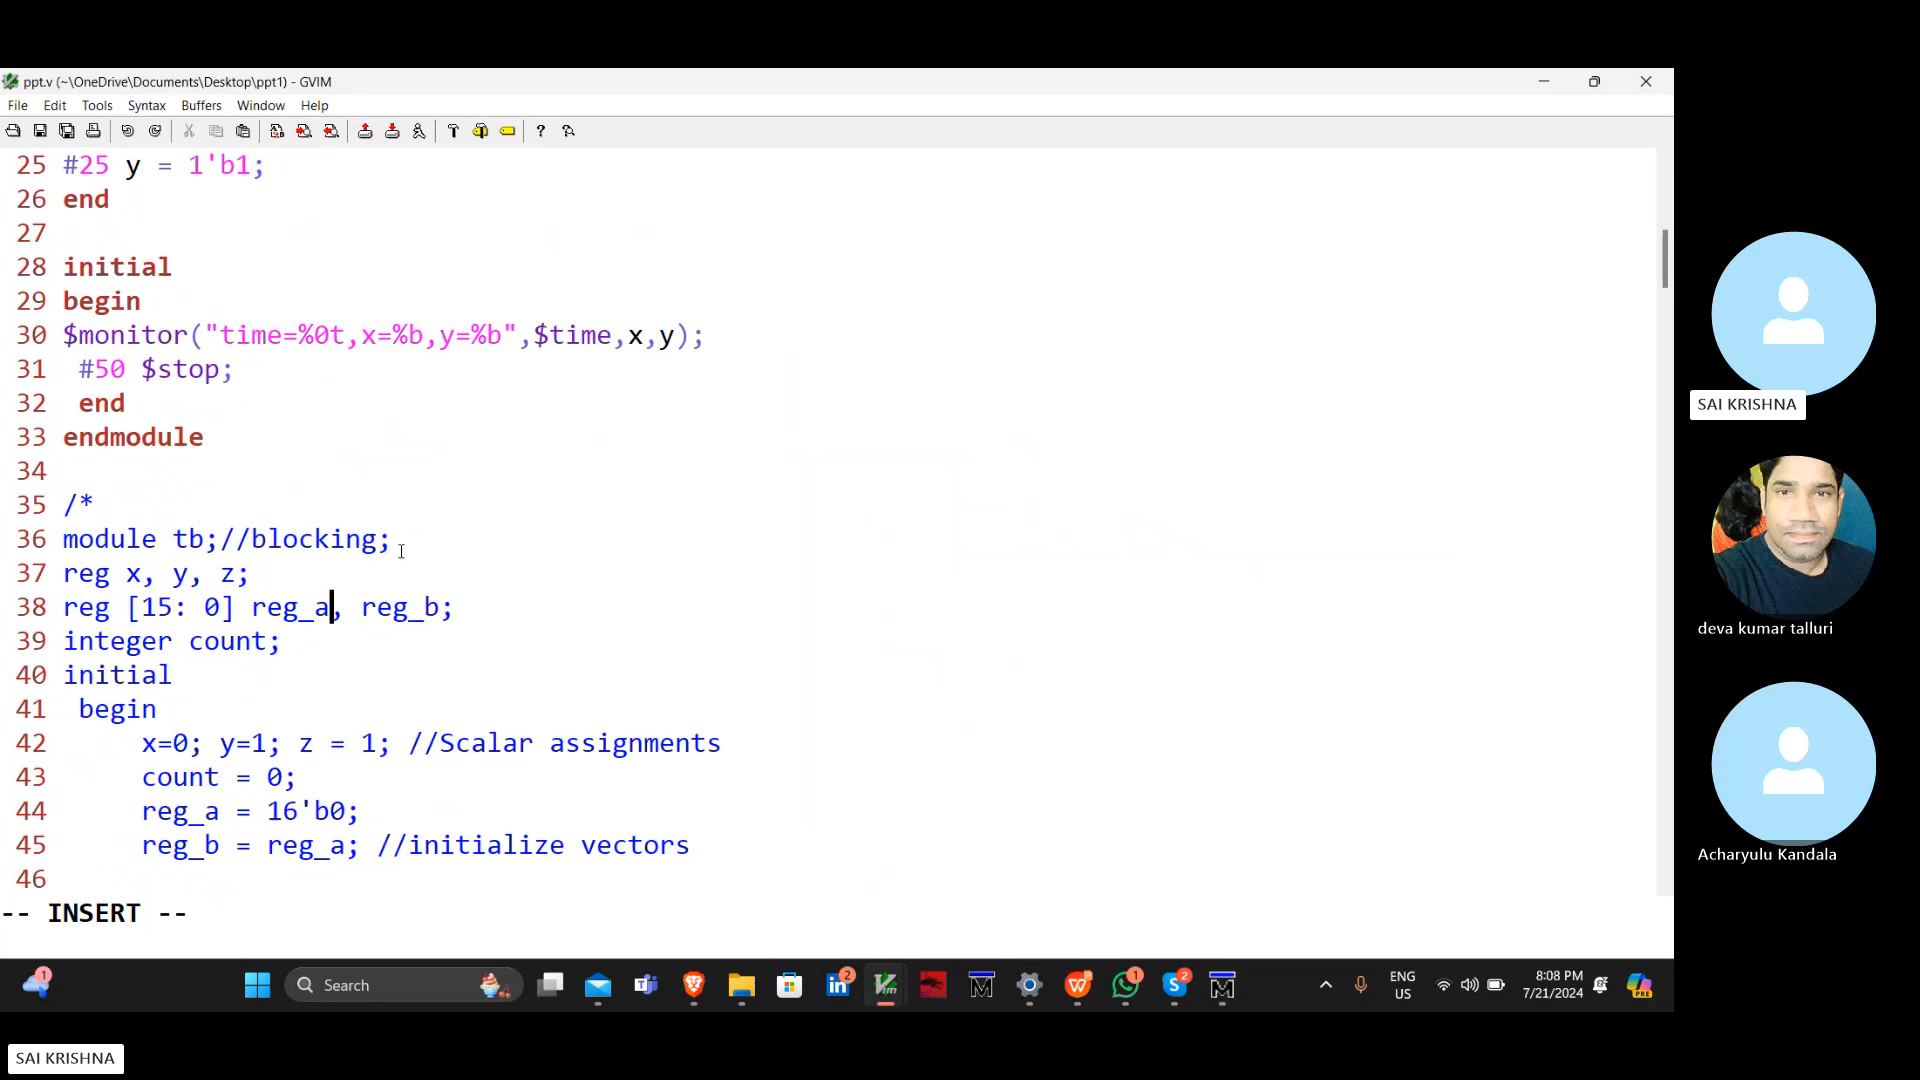 ppt.v (~\OneDrive\Documents\Desktop\ppt1) - GVIM
File Edit Tools Syntax Buffers Window Help
25 #25 y = 1'b1;
26 end
27
28 initial
29 begin
30 $monitor("time=%0t,x=%b,y=%b",$time,x,y);
31  #50 $stop;
32  end
33 endmodule
34
35 /*
36 module tb;//blocking;
37 reg x, y, z;
38 reg [15: 0] reg_a, reg_b;
39 integer count;
40 initial
41  begin
42      x=0; y=1; z = 1; //Scalar assignments
43      count = 0;
44      reg_a = 16'b0;
45      reg_b = reg_a; //initialize vectors
46
-- INSERT --
SAI KRISHNA
deva kumar talluri
Acharyulu Kandala
1
Search
2
1
2
ENG
US
8:08 PM
7/21/2024
PRE
SAI KRISHNA